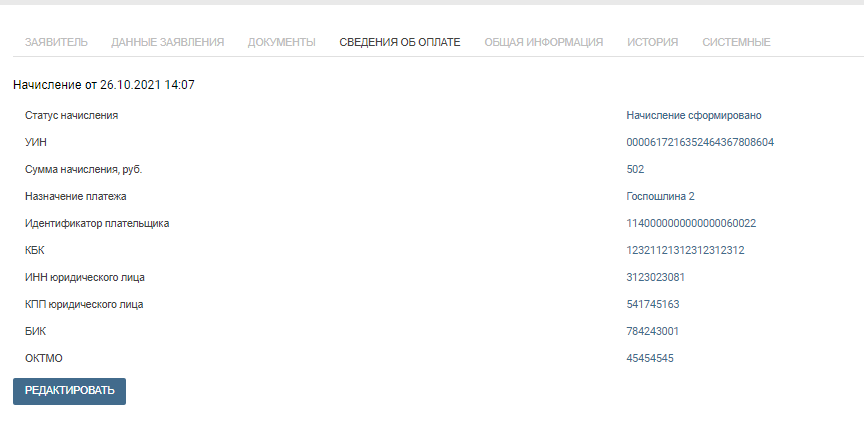 ЗАЯВИТЕЛЬ ДАННЫЕ ЗАЯВЛЕНИЯ ДОКУМЕНТЫ СВЕДЕНИЯ ОБ ОПЛАТЕ ОБЩАЯ ИНФОРМАЦИЯ ИСТОРИЯ СИСТЕМНЫЕ
Начисление от 26.10.2021 14:07
Статус начисления Начисление сформировано
УИН 0000617216352464367808604
Сумма начисления, руб. 502
Назначение платежа Госпошлина 2
Идентификатор плательщика 1140000000000000060022
КБК 12321121312312312312
ИНН юридического лица 3123023081
КПП юридического лица 541745163
БИК 784243001
ОКТМО 45454545
РЕДАКТИРОВАТЬ